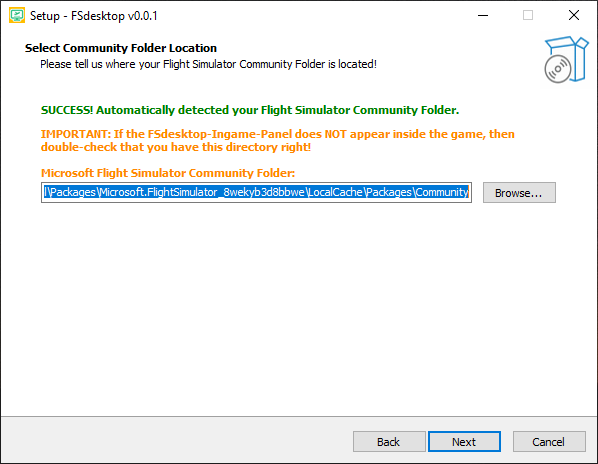 Setup - FSdesktop v0.0.1
Select Community Folder Location
Please tell us where your Flight Simulator Community Folder is located!
SUCCESS! Automatically detected your Flight Simulator Community Folder.
IMPORTANT: If the FSdesktop-Ingame-Panel does NOT appear inside the game, then
double-check that you have this directory right!
Microsoft Flight Simulator Community Folder:
l\Packages\Microsoft.FlightSimulator_8wekyb3d8bbwe\LocalCache\Packages\Community
Browse...
Back
Next
Cancel